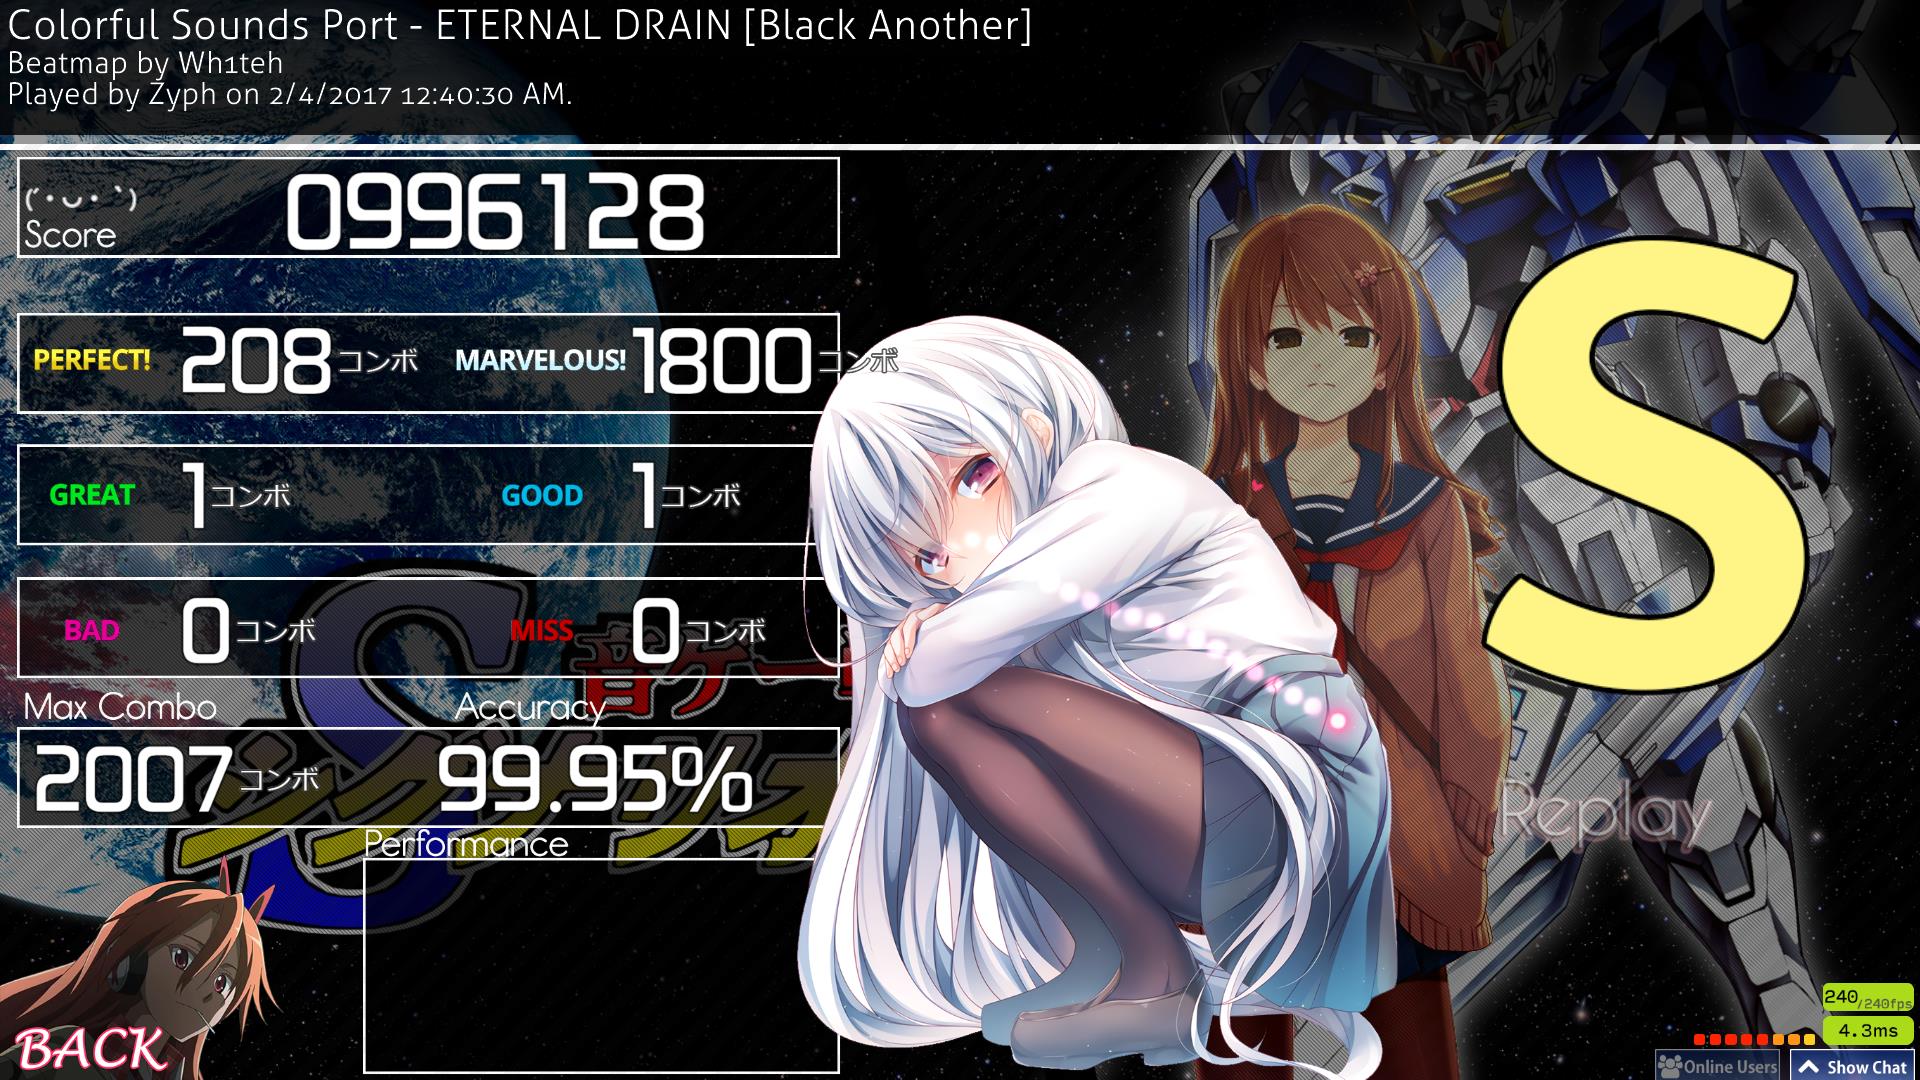 Colorful Sounds Port - ETERNAL DRAIN [Black Another]
Beatmap by Wh1teh
Played by Zyph on 2/4/2017 12:40:30 AM.
(´・ᴗ・`)
Score 0996128
PERFECT! 208コンボ MARVELOUS! 1800コンボ
GREAT 1コンボ GOOD 1コンボ
BAD 0コンボ MISS 0コンボ
音ゲー
Max Combo Accuracy
2007コンボ 99.95%
Performance
S
Replay
BACK
240/240fps
4.3ms
Online Users Show Chat